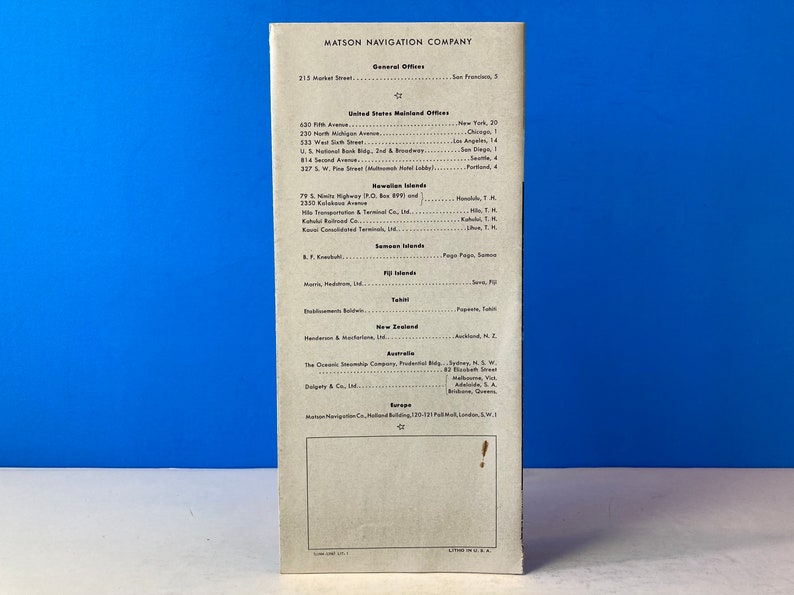 MATSON NAVIGATION COMPANY
General Offices
215 Market Street............................San Francisco, 5
United States Mainland Offices
630 Fifth Avenue..............................New York, 20
230 North Michigan Avenue........................Chicago, 1
533 West Sixth Street.........................Los Angeles, 14
U. S. National Bank Bldg., 2nd & Broadway..........San Diego, 1
814 Second Avenue...............................Seattle, 4
327 S. W. Pine Street (Multnomah Hotel Lobby).........Portland, 4
Hawaiian Islands
79 S. Nimitz Highway (P.O. Box 899) and
2350 Kalakaua Avenue } .......... Honolulu, T .H.
Hilo Transportation & Terminal Co., Ltd................Hilo, T. H.
Kahului Railroad Co.............................Kahului, T. H.
Kauai Consolidated Terminals, Ltd....................Lihue, T. H.
Samoan Islands
B. F. Kneubuhl............................Pago Pago, Samoa
Fiji Islands
Morris, Hedstrom, Ltd...............................Suva, Fiji
Tahiti
Etablissements Baldwin..........................Papeete, Tahiti
New Zealand
Henderson & Macfarlane, Ltd....................Auckland, N. Z.
Australia
The Oceanic Steamship Company, Prudential Bldg...Sydney, N. S. W.
...................................82 Elizabeth Street
Dalgety & Co., Ltd.........................Melbourne, Vict.
Adelaide, S. A.
Brisbane, Queens.
Europe
Matson Navigation Co., Holland Building, 120-121 Pall Mall, London, S.W. 1
LITHO IN U. S. A.